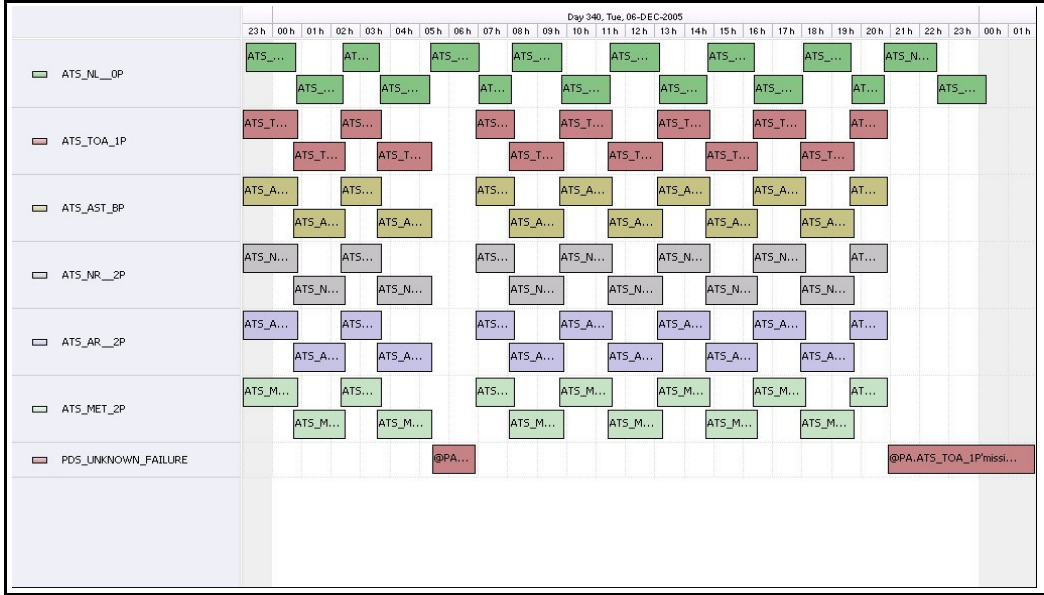 Day 340, Tue, 06-DEC-2005
23 h 00 h 01 h 02 h 03 h 04 h 05 h 06 h 07 h 08 h 09 h 10 h 11 h 12 h 13 h 14 h 15 h 16 h 17 h 18 h 19 h 20 h 21 h 22 h 23 h 00 h 01 h
ATS_... AT... ATS_... ATS_... ATS_... ATS_... ATS_... ATS_N...
ATS_NL__0P
ATS_... ATS_... AT... ATS_... ATS_... ATS_... AT... ATS_...
ATS_T... ATS... ATS... ATS_T... ATS_T... ATS_T... AT...
ATS_TOA_1P
ATS_T... ATS_T... ATS_T... ATS_T... ATS_T... ATS_T...
ATS_A... ATS... ATS... ATS_A... ATS_A... ATS_A... AT...
ATS_AST_BP
ATS_A... ATS_A... ATS_A... ATS_A... ATS_A... ATS_A...
ATS_N... ATS... ATS... ATS_N... ATS_N... ATS_N... AT...
ATS_NR__2P
ATS_N... ATS_N... ATS_N... ATS_N... ATS_N... ATS_N...
ATS_A... ATS... ATS... ATS_A... ATS_A... ATS_A... AT...
ATS_AR__2P
ATS_A... ATS_A... ATS_A... ATS_A... ATS_A... ATS_A...
ATS_M... ATS... ATS... ATS_M... ATS_M... ATS_M... AT...
ATS_MET_2P
ATS_M... ATS_M... ATS_M... ATS_M... ATS_M... ATS_M...
PDS_UNKNOWN_FAILURE @PA... @PA.ATS_TOA_1P'missi...